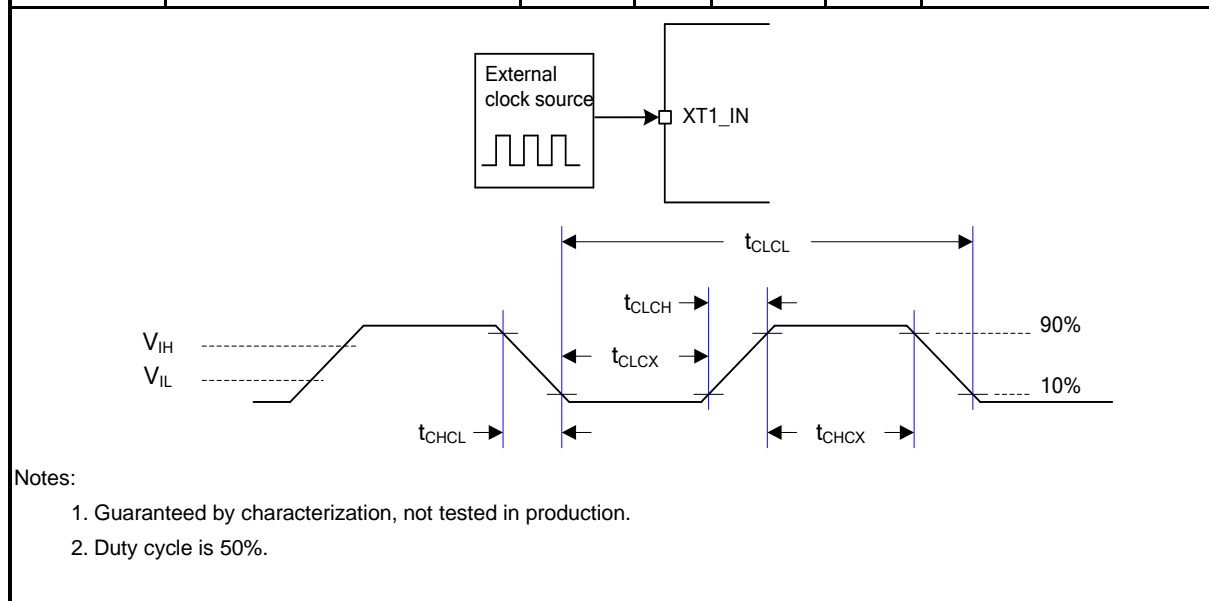 External
clock source
XT1_IN
tCLCL
tCLCH
90%
VIH
tCLCX
VIL
10%
tCHCL
tCHCX
Notes:
1. Guaranteed by characterization, not tested in production.
2. Duty cycle is 50%.